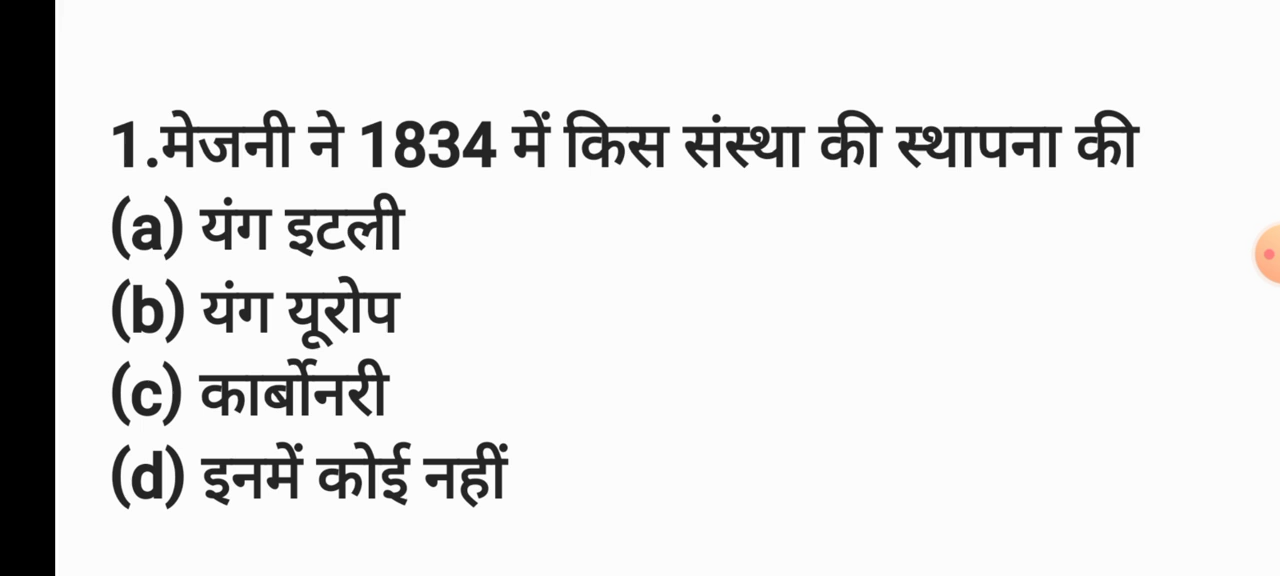 1.मेजनी ने 1834 में किस संस्था की स्थापना की
(a) यंग इटली
(b) यंग यूरोप
(c) कार्बोनरी
(d) इनमें कोई नहीं